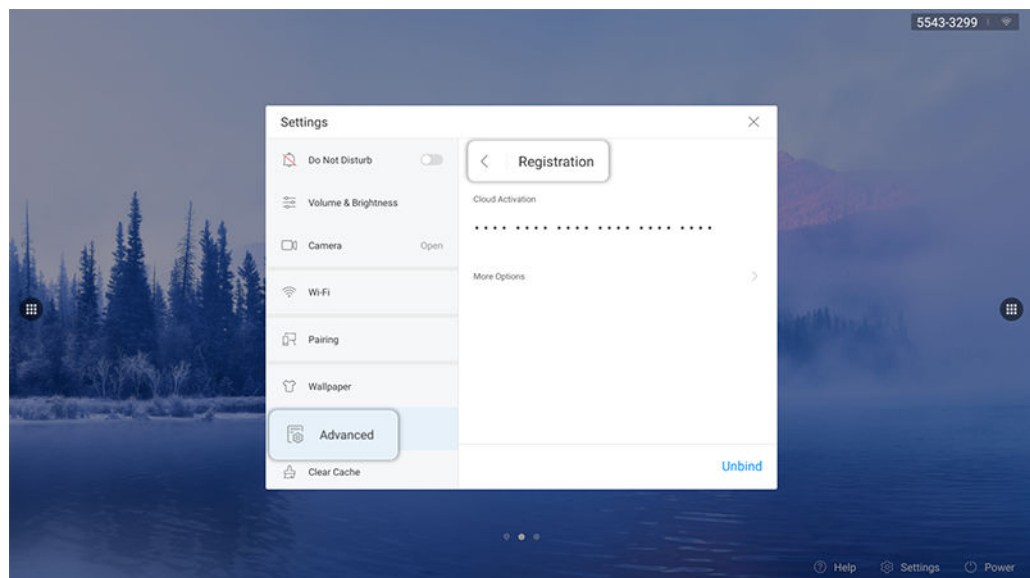 5543-3299
Settings
Do Not Disturb
Volume & Brightness
Camera Open
Wi-Fi
Pairing
Wallpaper
Advanced
Clear Cache
Registration
Cloud Activation
•••• •••• •••• •••• •••• ••••
More Options
Unbind
Help Settings Power